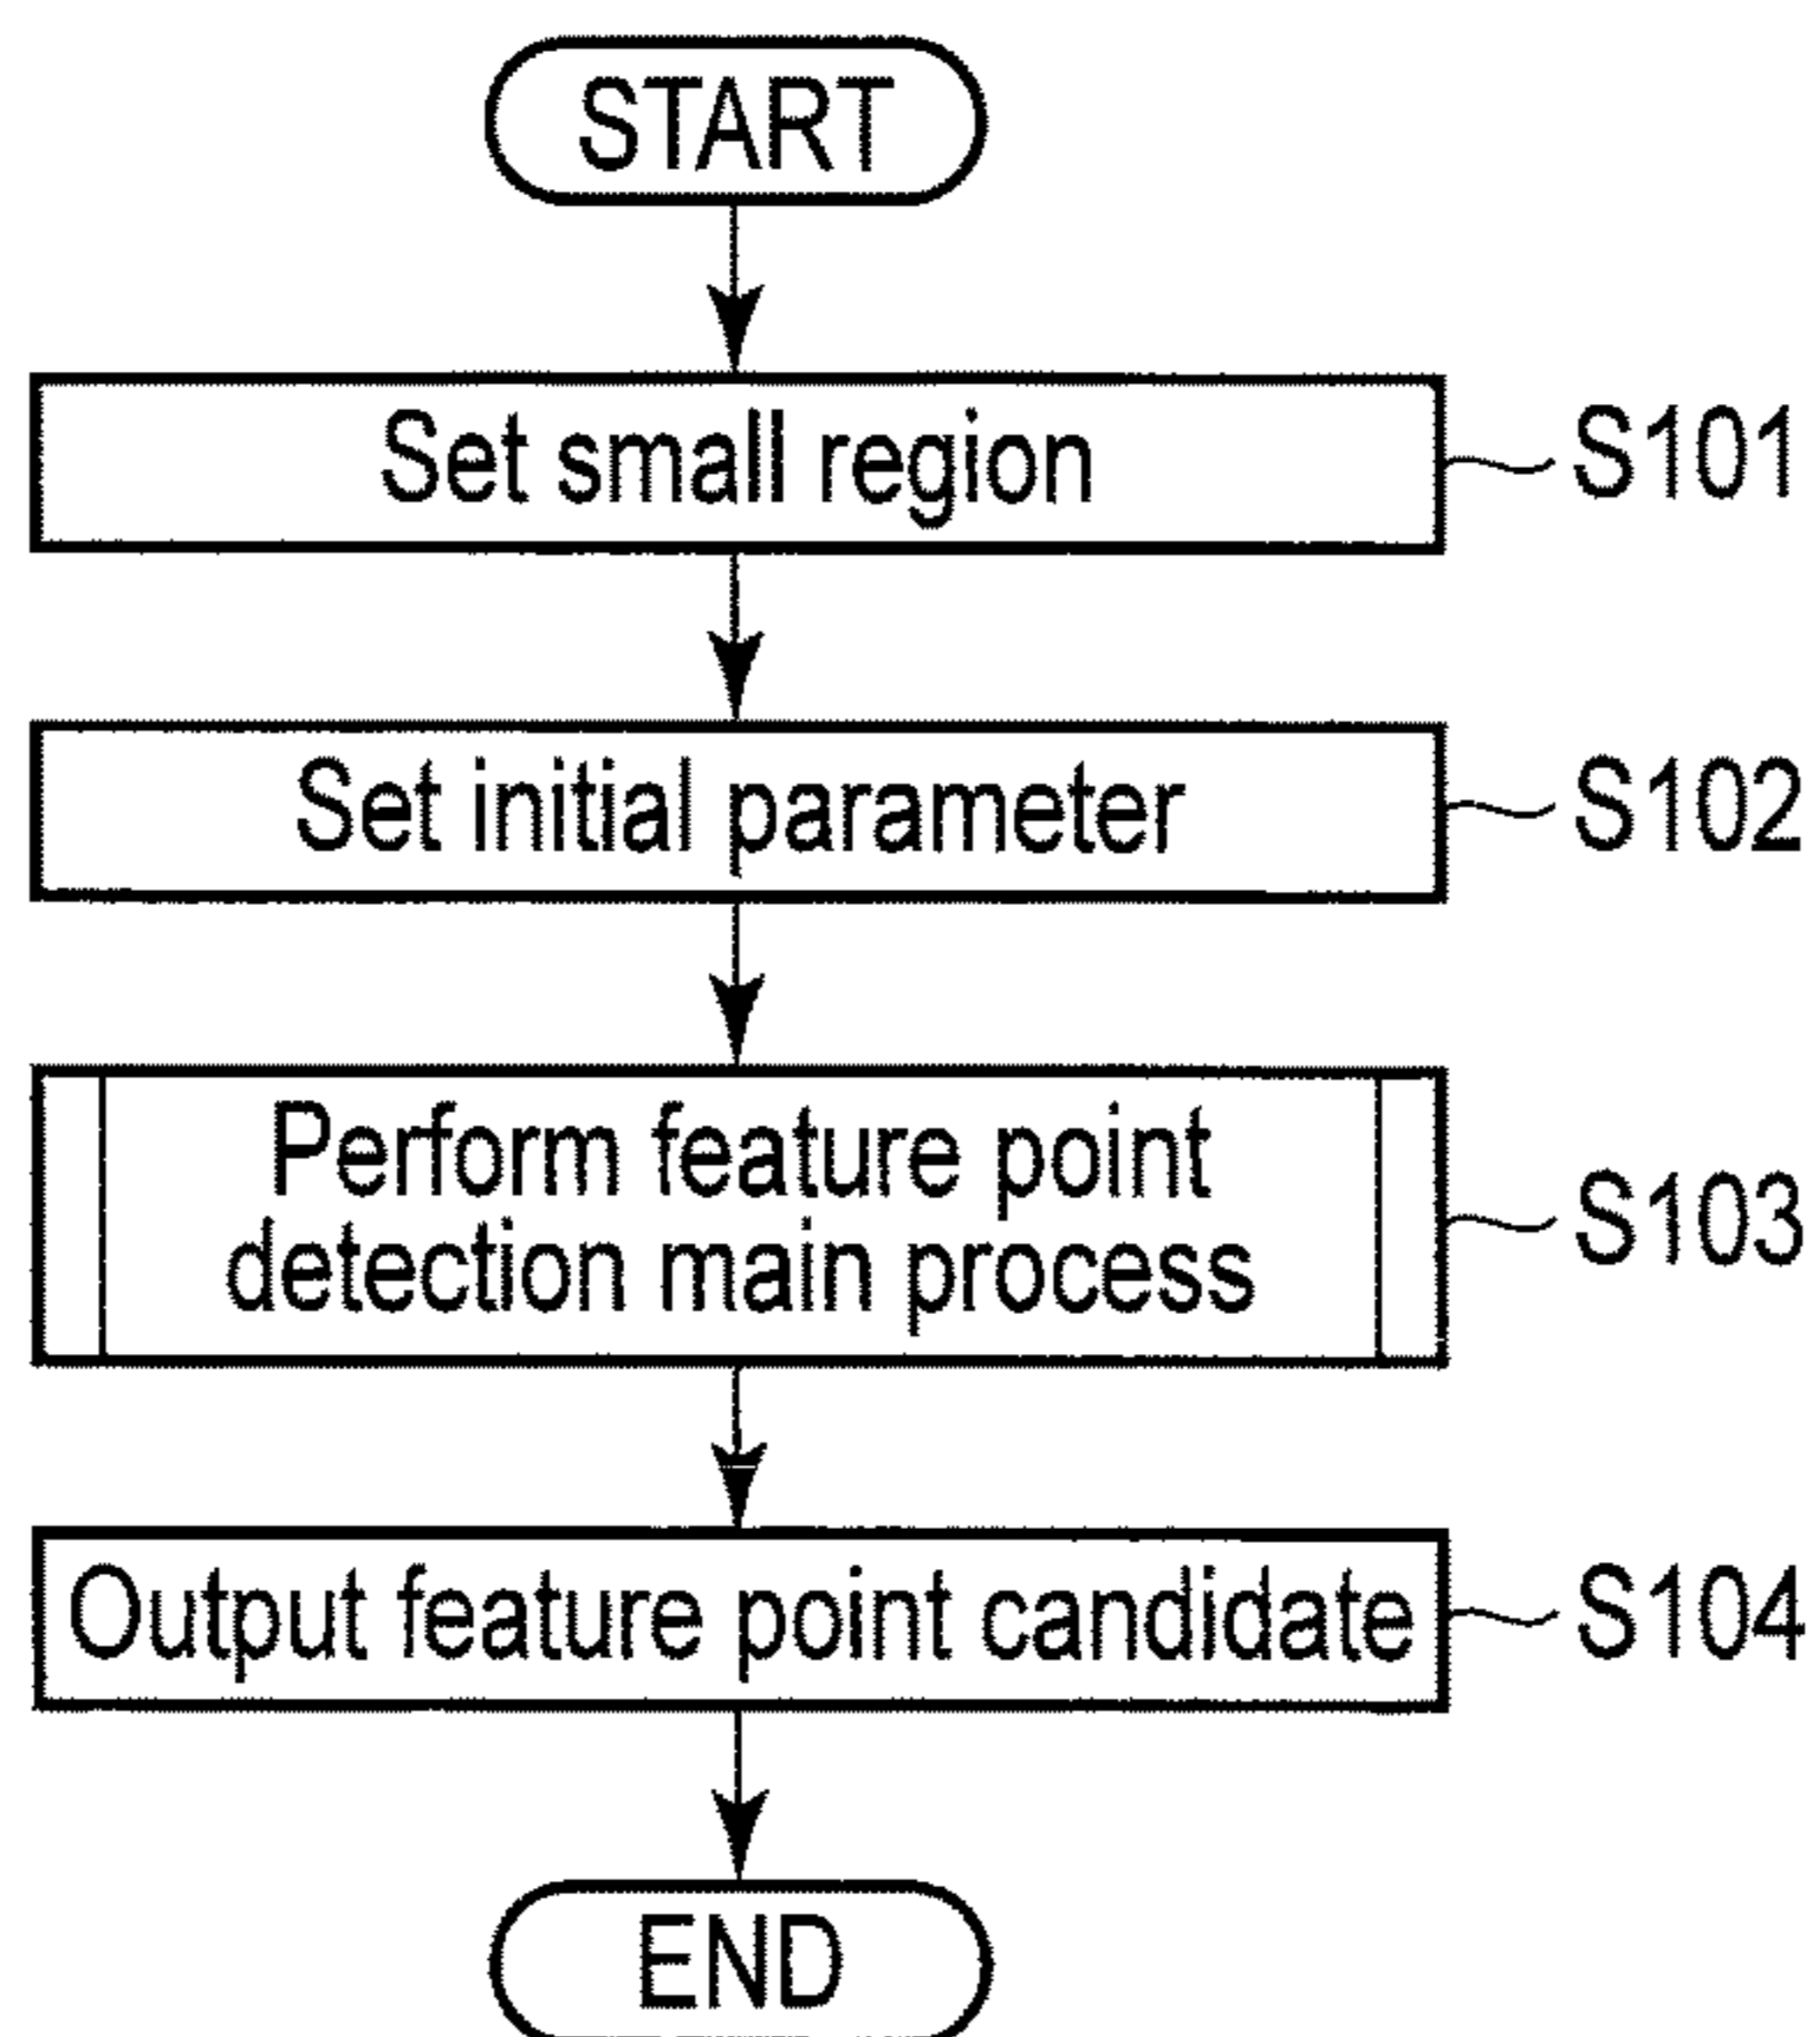 START
Set small region
S101
Set initial parameter
S102
Perform feature point
detection main process
S103
Output feature point candidate
S104
END